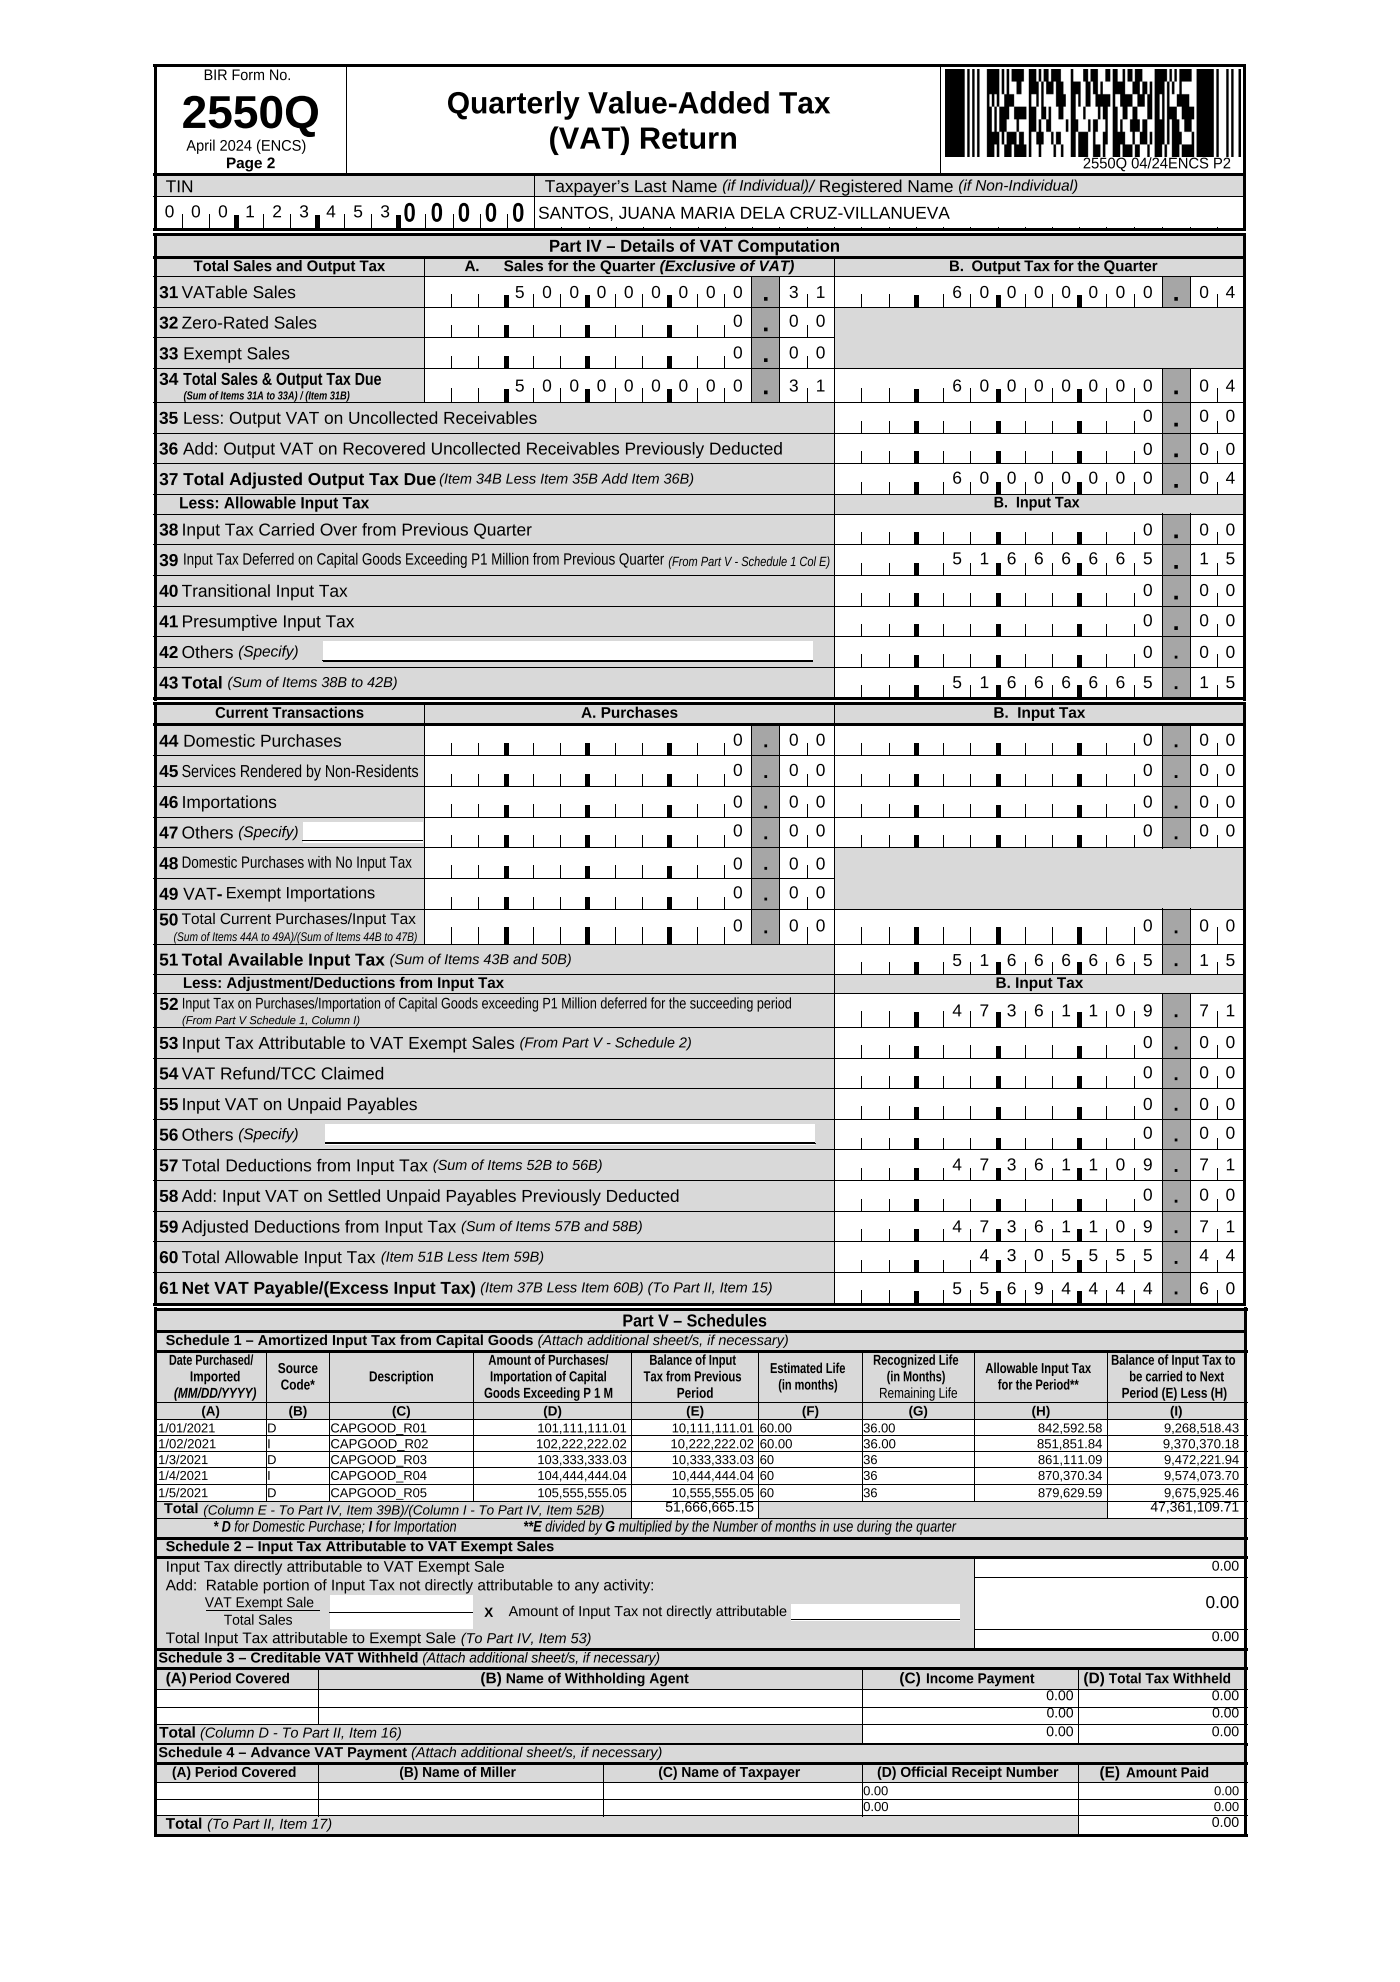 BIR Form No.
2550Q
April 2024 (ENCS)
Page 2
Quarterly Value-Added Tax
(VAT) Return
2550Q 04/24ENCS P2
TIN Taxpayer's Last Name (if Individual)/ Registered Name (if Non-Individual)
0 0 0 1 2 3 4 5 3 0 0 0 0 0 SANTOS, JUANA MARIA DELA CRUZ-VILLANUEVA
Part IV – Details of VAT Computation
Total Sales and Output Tax A. Sales for the Quarter (Exclusive of VAT) B. Output Tax for the Quarter
31 VATable Sales 5 0 0 0 0 0 0 0 0 . 3 1 6 0 0 0 0 0 0 0 . 0 4
32 Zero-Rated Sales 0 . 0 0
33 Exempt Sales 0 . 0 0
34 Total Sales & Output Tax Due 5 0 0 0 0 0 0 0 0 . 3 1 6 0 0 0 0 0 0 0 . 0 4
(Sum of Items 31A to 33A) / (Item 31B)
35 Less: Output VAT on Uncollected Receivables 0 . 0 0
36 Add: Output VAT on Recovered Uncollected Receivables Previously Deducted 0 . 0 0
37 Total Adjusted Output Tax Due (Item 34B Less Item 35B Add Item 36B) 6 0 0 0 0 0 0 0 . 0 4
Less: Allowable Input Tax B. Input Tax
38 Input Tax Carried Over from Previous Quarter 0 . 0 0
39 Input Tax Deferred on Capital Goods Exceeding P1 Million from Previous Quarter (From Part V - Schedule 1 Col E) 5 1 6 6 6 6 6 5 . 1 5
40 Transitional Input Tax 0 . 0 0
41 Presumptive Input Tax 0 . 0 0
42 Others (Specify) 0 . 0 0
43 Total (Sum of Items 38B to 42B) 5 1 6 6 6 6 6 5 . 1 5
Current Transactions A. Purchases B. Input Tax
44 Domestic Purchases 0 . 0 0 0 . 0 0
45 Services Rendered by Non-Residents 0 . 0 0 0 . 0 0
46 Importations 0 . 0 0 0 . 0 0
47 Others (Specify) 0 . 0 0 0 . 0 0
48 Domestic Purchases with No Input Tax 0 . 0 0
49 VAT- Exempt Importations 0 . 0 0
50 Total Current Purchases/Input Tax 0 . 0 0 0 . 0 0
(Sum of Items 44A to 49A)/(Sum of Items 44B to 47B)
51 Total Available Input Tax (Sum of Items 43B and 50B) 5 1 6 6 6 6 6 5 . 1 5
Less: Adjustment/Deductions from Input Tax B. Input Tax
52 Input Tax on Purchases/Importation of Capital Goods exceeding P1 Million deferred for the succeeding period 4 7 3 6 1 1 0 9 . 7 1
(From Part V Schedule 1, Column I)
53 Input Tax Attributable to VAT Exempt Sales (From Part V - Schedule 2) 0 . 0 0
54 VAT Refund/TCC Claimed 0 . 0 0
55 Input VAT on Unpaid Payables 0 . 0 0
56 Others (Specify) 0 . 0 0
57 Total Deductions from Input Tax (Sum of Items 52B to 56B) 4 7 3 6 1 1 0 9 . 7 1
58 Add: Input VAT on Settled Unpaid Payables Previously Deducted 0 . 0 0
59 Adjusted Deductions from Input Tax (Sum of Items 57B and 58B) 4 7 3 6 1 1 0 9 . 7 1
60 Total Allowable Input Tax (Item 51B Less Item 59B) 4 3 0 5 5 5 5 . 4 4
61 Net VAT Payable/(Excess Input Tax) (Item 37B Less Item 60B) (To Part II, Item 15) 5 5 6 9 4 4 4 4 . 6 0
Part V – Schedules
Schedule 1 – Amortized Input Tax from Capital Goods (Attach additional sheet/s, if necessary)
Date Purchased/ Imported (MM/DD/YYYY) Source Code* Description Amount of Purchases/ Importation of Capital Goods Exceeding P 1 M Balance of Input Tax from Previous Period Estimated Life (in months) Recognized Life (in Months) Remaining Life Allowable Input Tax for the Period** Balance of Input Tax to be carried to Next Period (E) Less (H)
(A) (B) (C) (D) (E) (F) (G) (H) (I)
1/01/2021 D CAPGOOD_R01 101,111,111.01 10,111,111.01 60.00 36.00 842,592.58 9,268,518.43
1/02/2021 I CAPGOOD_R02 102,222,222.02 10,222,222.02 60.00 36.00 851,851.84 9,370,370.18
1/3/2021 D CAPGOOD_R03 103,333,333.03 10,333,333.03 60 36 861,111.09 9,472,221.94
1/4/2021 I CAPGOOD_R04 104,444,444.04 10,444,444.04 60 36 870,370.34 9,574,073.70
1/5/2021 D CAPGOOD_R05 105,555,555.05 10,555,555.05 60 36 879,629.59 9,675,925.46
Total (Column E - To Part IV, Item 39B)/(Column I - To Part IV, Item 52B) 51,666,665.15 47,361,109.71
* D for Domestic Purchase; I for Importation **E divided by G multiplied by the Number of months in use during the quarter
Schedule 2 – Input Tax Attributable to VAT Exempt Sales
Input Tax directly attributable to VAT Exempt Sale 0.00
Add: Ratable portion of Input Tax not directly attributable to any activity:
VAT Exempt Sale X Amount of Input Tax not directly attributable 0.00
Total Sales
Total Input Tax attributable to Exempt Sale (To Part IV, Item 53) 0.00
Schedule 3 – Creditable VAT Withheld (Attach additional sheet/s, if necessary)
(A) Period Covered (B) Name of Withholding Agent (C) Income Payment (D) Total Tax Withheld
0.00 0.00
0.00 0.00
Total (Column D - To Part II, Item 16) 0.00 0.00
Schedule 4 – Advance VAT Payment (Attach additional sheet/s, if necessary)
(A) Period Covered (B) Name of Miller (C) Name of Taxpayer (D) Official Receipt Number (E) Amount Paid
0.00 0.00
0.00 0.00
Total (To Part II, Item 17) 0.00